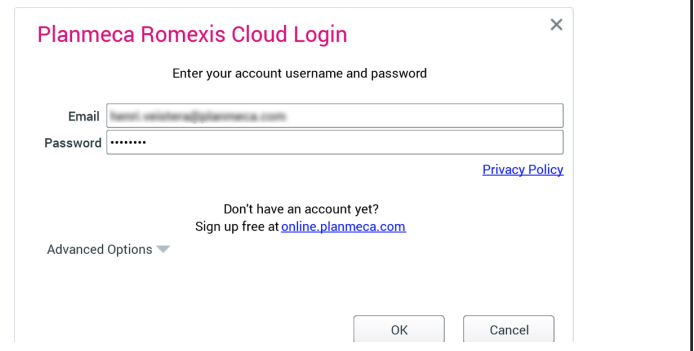 Planmeca Romexis Cloud Login
Enter your account username and password
Email
Password ••••••••
Privacy Policy
Don't have an account yet?
Sign up free at online.planmeca.com
Advanced Options
OK Cancel